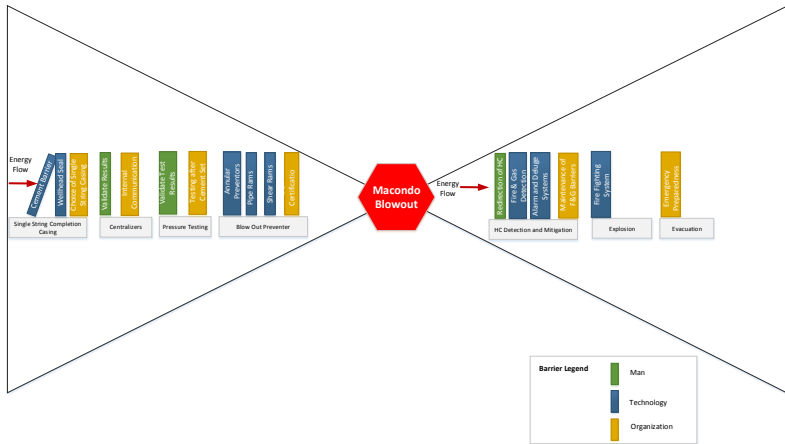 Energy
Flow
Cement Barrier
Wellhead Seal
Choice of Single
String Casing
Validate Results
Internal
Communication
Validate Test
Results
Testing after
Cement Set
Annular
Preventors
Pipe Rams
Shear Rams
Certificatio
Single String Completion
Casing
Centralizers
Pressure Testing
Blow Out Preventer
Macondo
Blowout
Energy
Flow
Redirection of HC
Fire & Gas
Detection
Alarm and Deluge
Systems
Maintenance of
F&G Barriers
Fire Fighting
System
Emergency
Preparedness
HC Detection and Mitigation
Explosion
Evacuation
Barrier Legend
Man
Technology
Organization